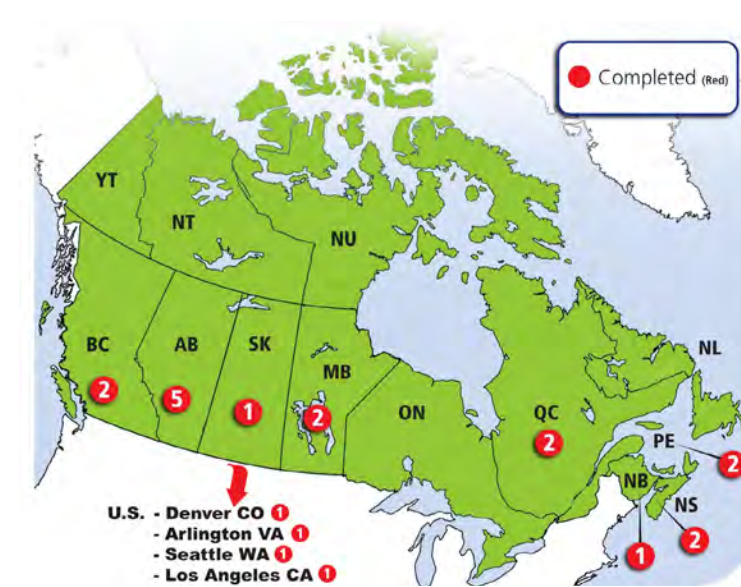 Completed (Red)
YT
NT
NU
BC
AB
SK
MB
ON
QC
NL
PE
NB
NS
2
5
1
2
2
2
1
2
U.S. - Denver CO 1
- Arlington VA 1
- Seattle WA 1
- Los Angeles CA 1